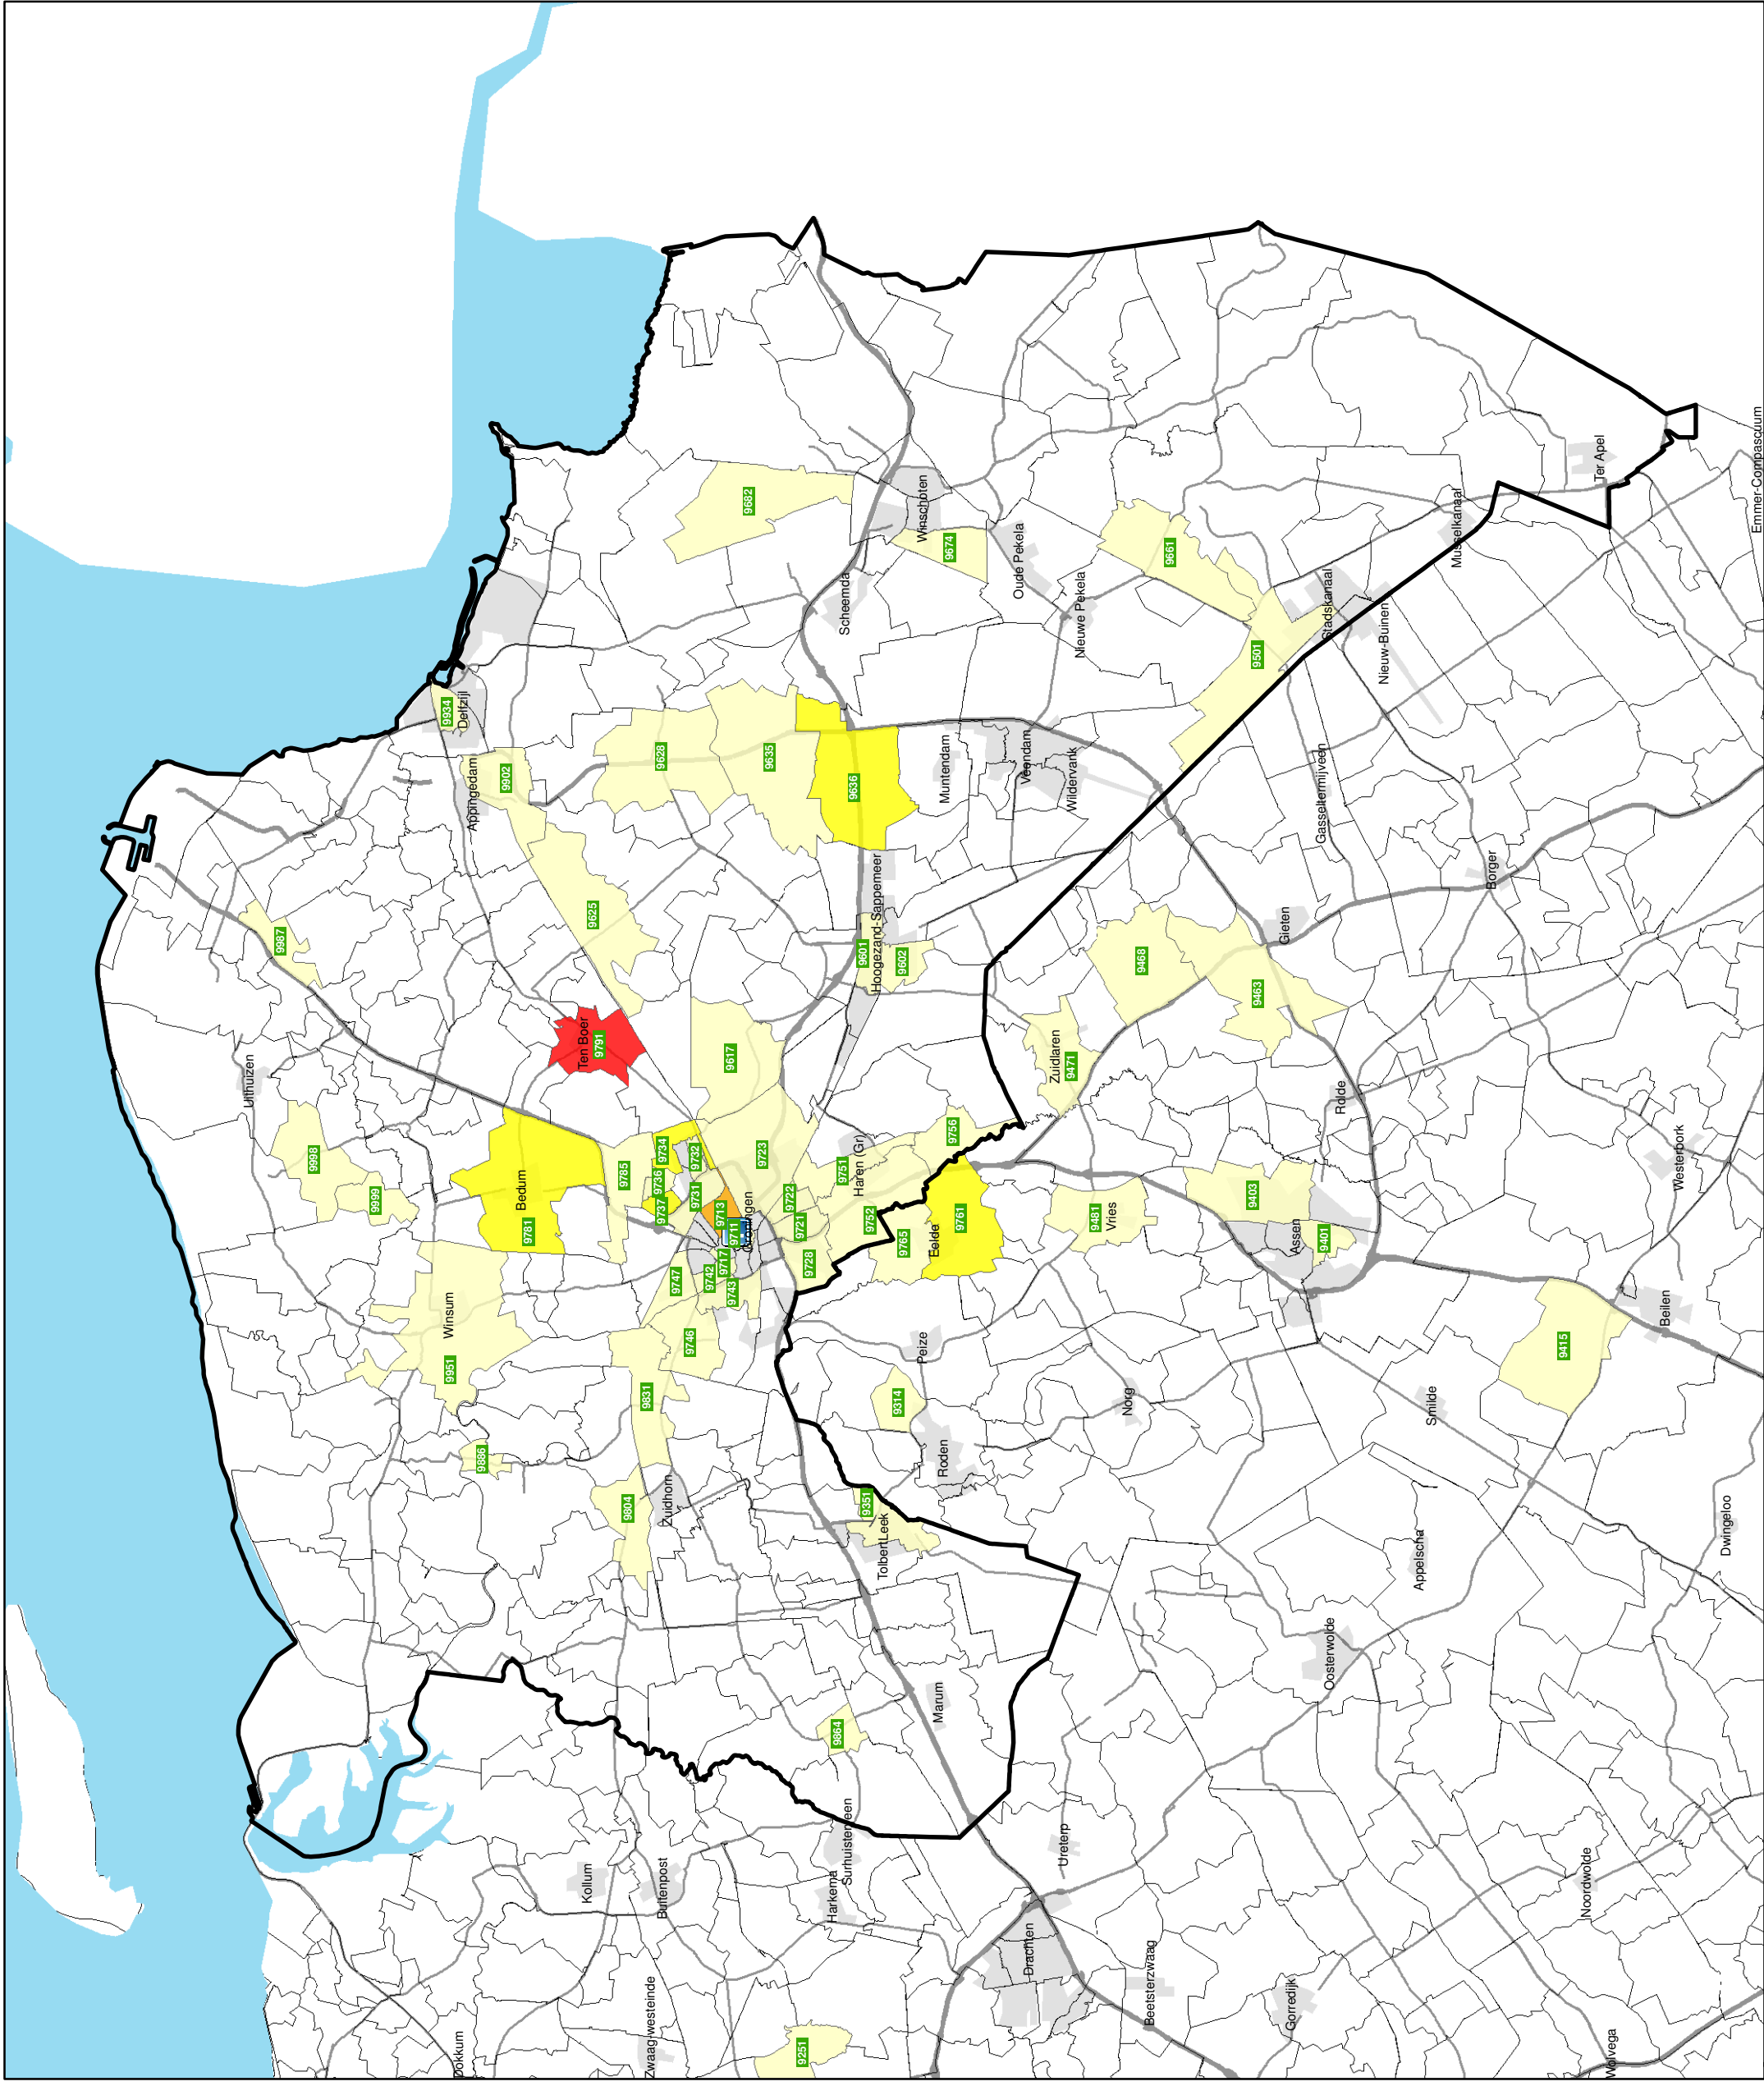 Uithuizen
9987
9998
9999
Delfzijl
9934
Appingedam
9902
Winsum
9951
Dokkum
9886
Bedum
9781
Ten Boer
9791
9625
Kollum
9785
9804
Zwaag-westeinde
9831
Buitenpost
Zuidhorn
9628
9734
9736
9737
9747
9732
9731
9746
9742
9713
9717
9617
9711
9743
Groningen
9682
9723
9635
9722
9721
9728
9251
Harkema
9864
Surhuisterveen
Scheemda
9751
Haren (Gr)
9636
9601
9752
9351
Hoogezand-Sappemeer
Tolbert
Leek
9602
9765
9314
Winschoten
Peize
Eelde
9761
Marum
Roden
Muntendam
9674
9756
Oude Pekela
Veendam
Drachten
Zuidlaren
9471
Ureterp
Wildervank
Nieuwe Pekela
9481
Vries
Norg
9468
Beetsterzwaag
9661
9403
9501
9463
Gieten
Assen
9401
Gorredijk
Stadskanaal
Gasselternijveen
Oosterwolde
Rolde
Nieuw-Buinen
Appelscha
Smilde
Musselkanaal
Borger
9415
Noordwolde
Ter Apel
Wolvega
Beilen
Westerbork
Dwingeloo
Emmer-Compascuum